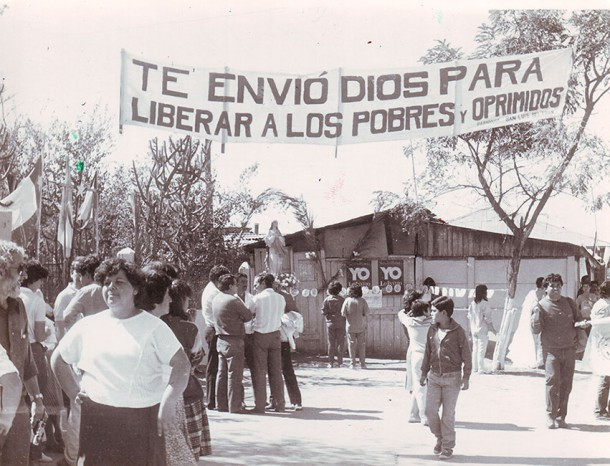 TE ENVIÓ DIOS PARA
LIBERAR A LOS POBRES Y OPRIMIDOS
YO
YO